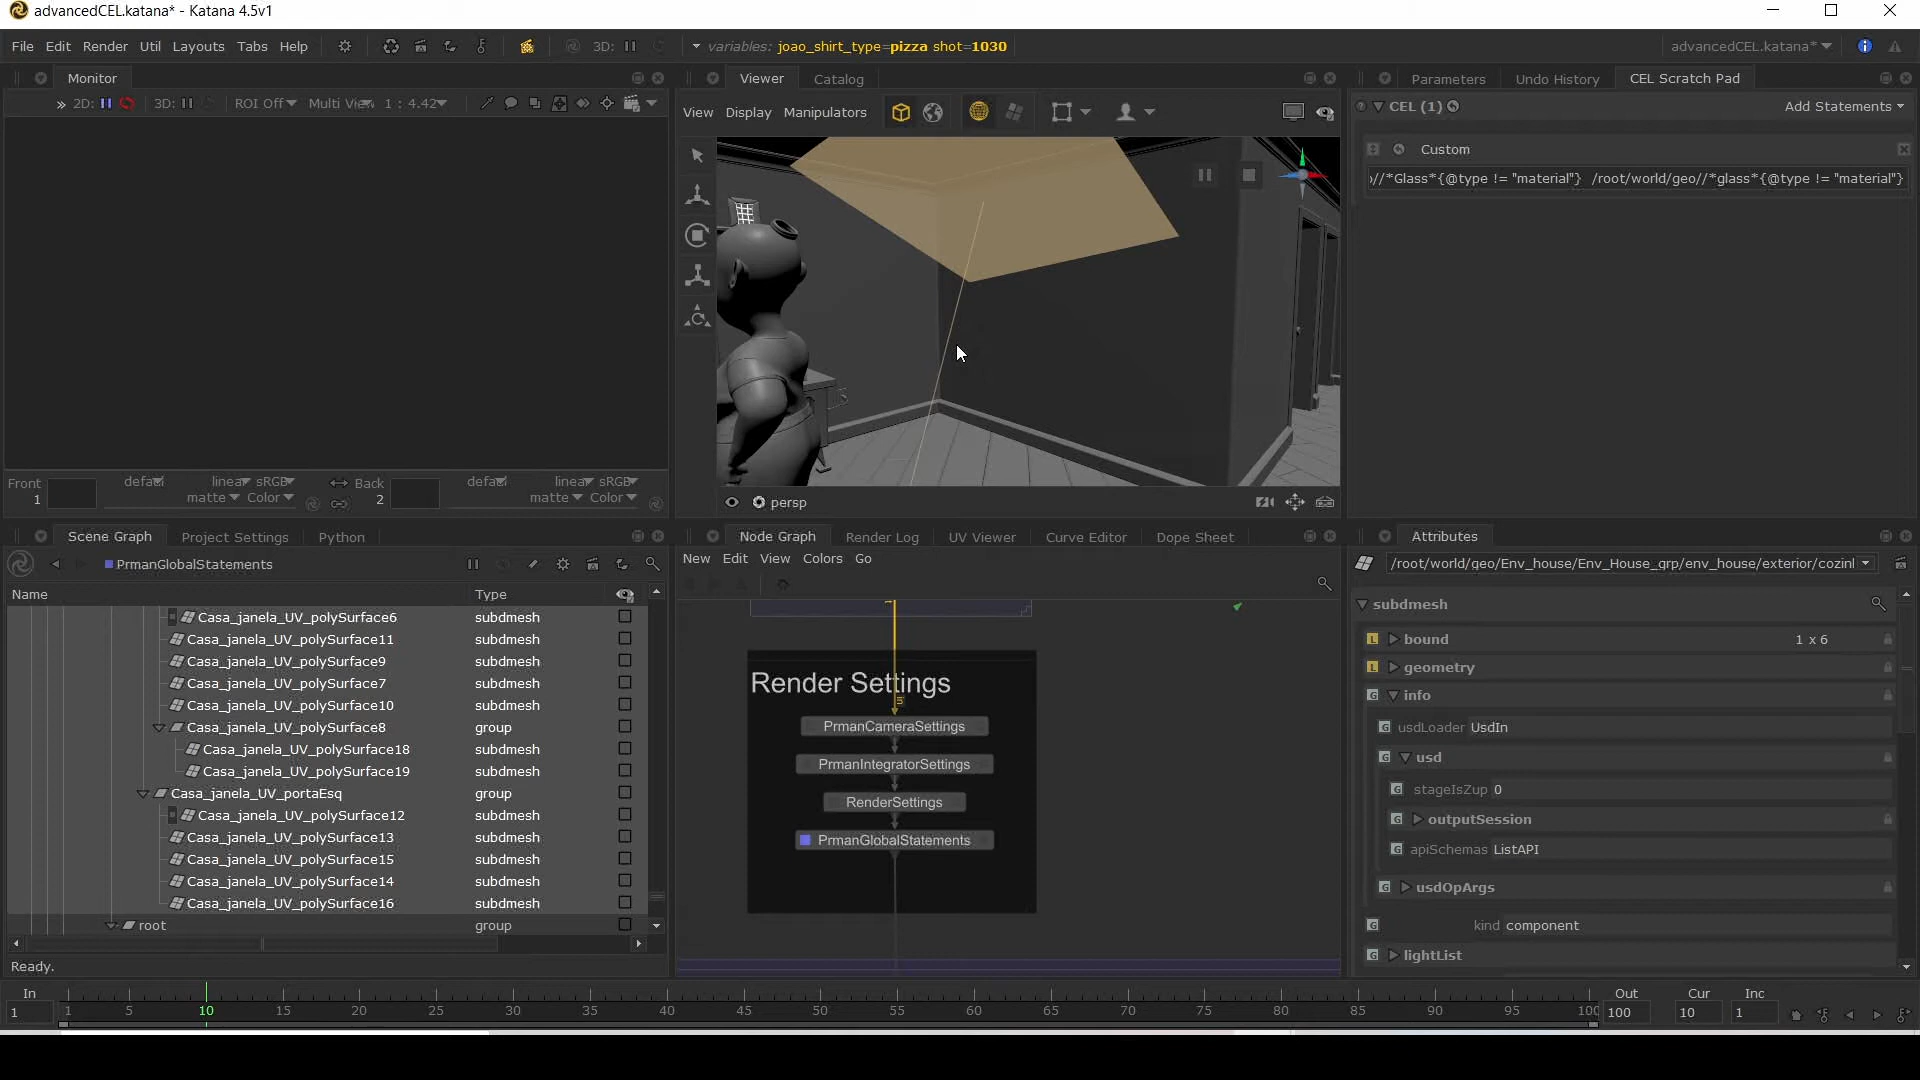 advancedCEL.katana* - Katana 4.5v1
File Edit Render Util Layouts Tabs Help 3D: variables: joao_shirt_type=pizza shot=1030 advancedCEL.katana*
Monitor
2D: 3D: ROI Off 1 : 4.42
Front 1 linear sRGB matte Color Back 2 linear sRGB matte Color
Viewer Catalog
View Display Manipulators
persp
Parameters Undo History CEL Scratch Pad
CEL (1) Add Statements
Custom
//*Glass*{@type != "material"} /root/world/geo//*glass*{@type != "material"}
Scene Graph Project Settings Python
PrmanGlobalStatements
Name Type
Casa_janela_UV_polySurface6 subdmesh
Casa_janela_UV_polySurface11 subdmesh
Casa_janela_UV_polySurface9 subdmesh
Casa_janela_UV_polySurface7 subdmesh
Casa_janela_UV_polySurface10 subdmesh
Casa_janela_UV_polySurface8 group
Casa_janela_UV_polySurface18 subdmesh
Casa_janela_UV_polySurface19 subdmesh
Casa_janela_UV_portaEsq group
Casa_janela_UV_polySurface12 subdmesh
Casa_janela_UV_polySurface13 subdmesh
Casa_janela_UV_polySurface15 subdmesh
Casa_janela_UV_polySurface14 subdmesh
Casa_janela_UV_polySurface16 subdmesh
root group
Ready.
Node Graph Render Log UV Viewer Curve Editor Dope Sheet
New Edit View Colors Go
Render Settings
PrmanCameraSettings
PrmanIntegratorSettings
RenderSettings
PrmanGlobalStatements
Attributes
/root/world/geo/Env_house/Env_House_grp/env_house/exterior/cozinl
subdmesh
bound 1 x 6
geometry
info
usdLoader UsdIn
usd
stageIsZup 0
outputSession
apiSchemas ListAPI
usdOpArgs
kind component
lightList
In Out Cur Inc
1 1 5 10 15 20 25 30 35 40 45 50 55 60 65 70 75 80 85 90 95 100 100 10 1